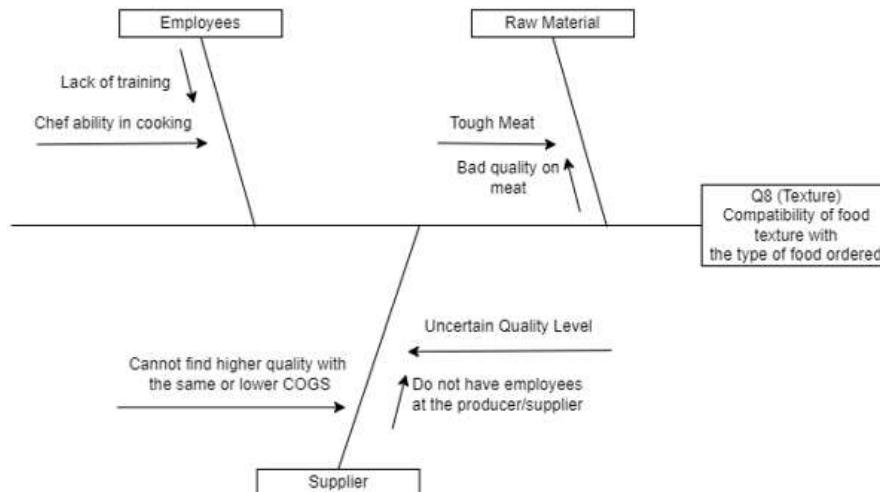 Employees
Raw Material
Lack of training
Chef ability in cooking
Tough Meat
Bad quality on
meat
Q8 (Texture)
Compatibility of food
texture with
the type of food ordered
Uncertain Quality Level
Cannot find higher quality with
the same or lower COGS
Do not have employees
at the producer/supplier
Supplier